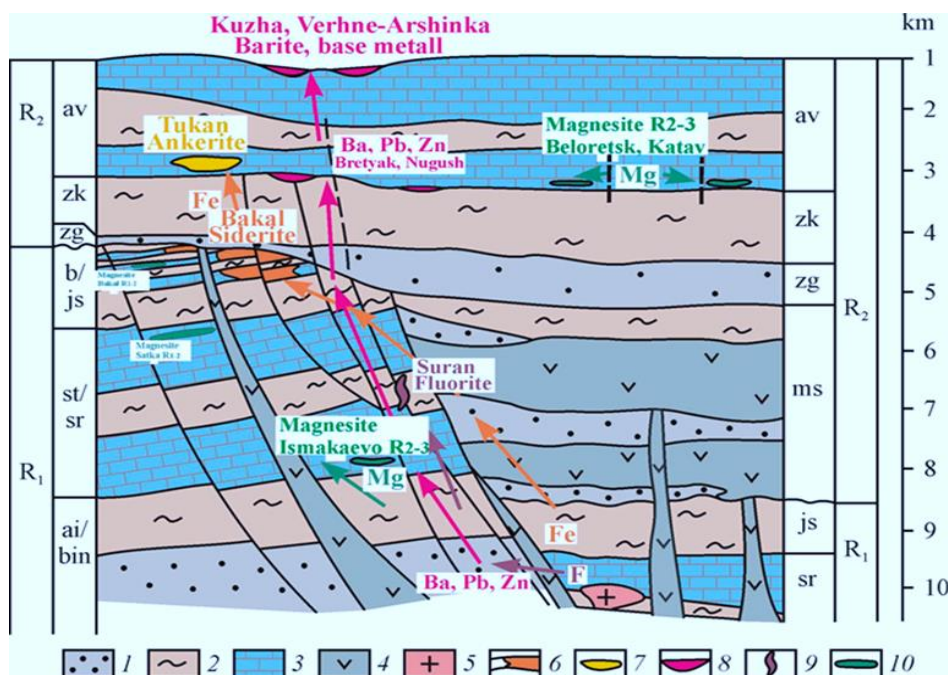 Kuzha, Verhne-Arshinka
Barite, base metall
km
R2
av
zk
zg
b/
js
R1
st/
sr
ai/
bin
Tukan
Ankerite
Fe
Bakal
Siderite
Magnesite
Bakal R1-2
Magnesite
Satka R1-2
Ba, Pb, Zn
Bretyak, Nugush
Magnesite R2-3
Beloretsk, Katav
Mg
Suran
Fluorite
Magnesite
Ismakaevo R2-3
Mg
Fe
F
Ba, Pb, Zn
av
zk
zg
ms
R2
js
sr
R1
1
2
3
4
5
6
7
8
9
10
1 2 3 4 5 6 7 8 9 10